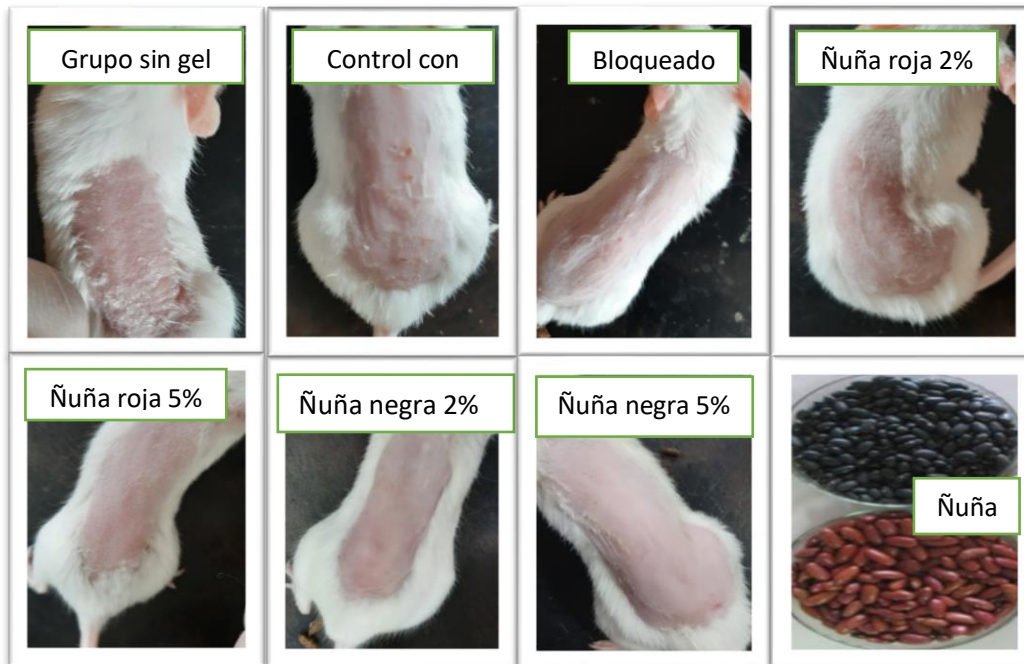 Grupo sin gel
Control con
Bloqueado
Ñuña roja 2%
Ñuña roja 5%
Ñuña negra 2%
Ñuña negra 5%
Ñuña